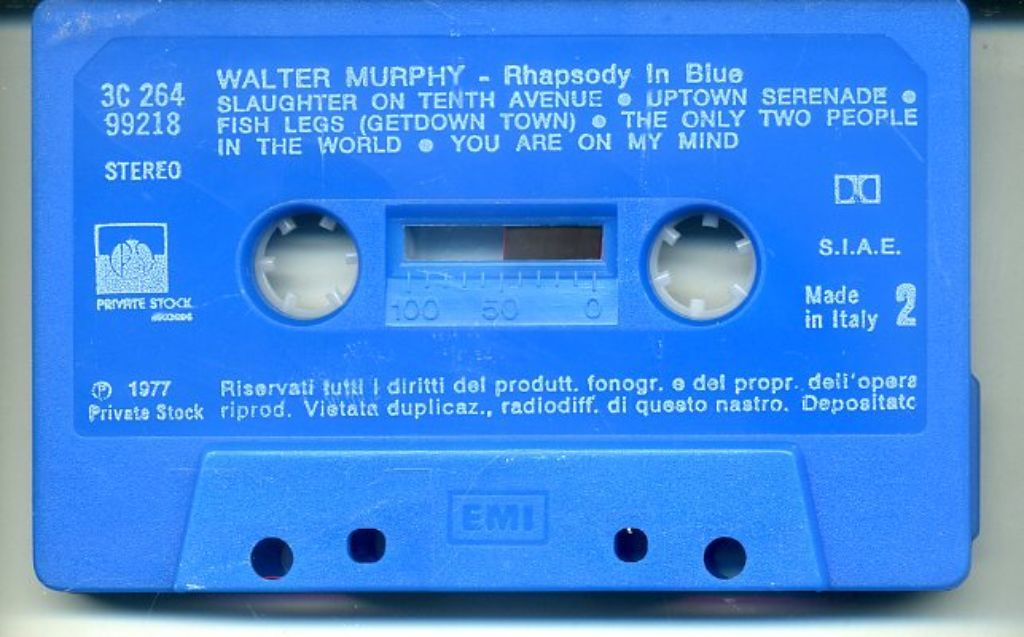 3C 264
99218
STEREO
WALTER MURPHY - Rhapsody In Blue
SLAUGHTER ON TENTH AVENUE ● UPTOWN SERENADE ●
FISH LEGS (GETDOWN TOWN) ● THE ONLY TWO PEOPLE
IN THE WORLD ● YOU ARE ON MY MIND
PRIVATE STOCK
RECORDS
100 50 0
S.I.A.E.
Made
in Italy 2
Ⓟ 1977
Private Stock
Riservati tutti i diritti del produtt. fonogr. e del propr. dell'opera
riprod. Vietata duplicaz., radiodiff. di questo nastro. Depositato
EMI